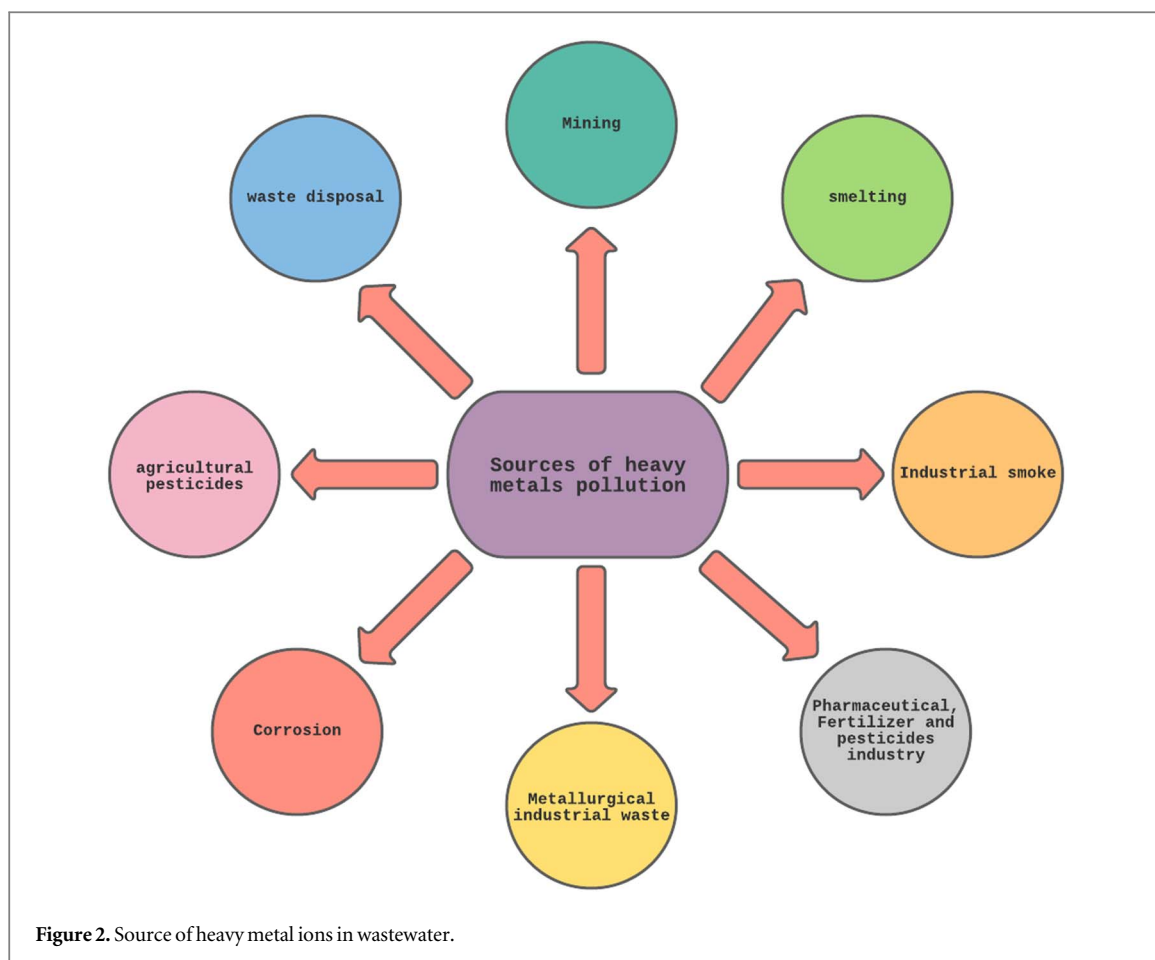 Mining
waste disposal
smelting
agricultural
pesticides
Sources of heavy
metals pollution
Industrial smoke
Corrosion
Metallurgical
industrial waste
Pharmaceutical,
Fertilizer and
pesticides
industry
Figure 2. Source of heavy metal ions in wastewater.